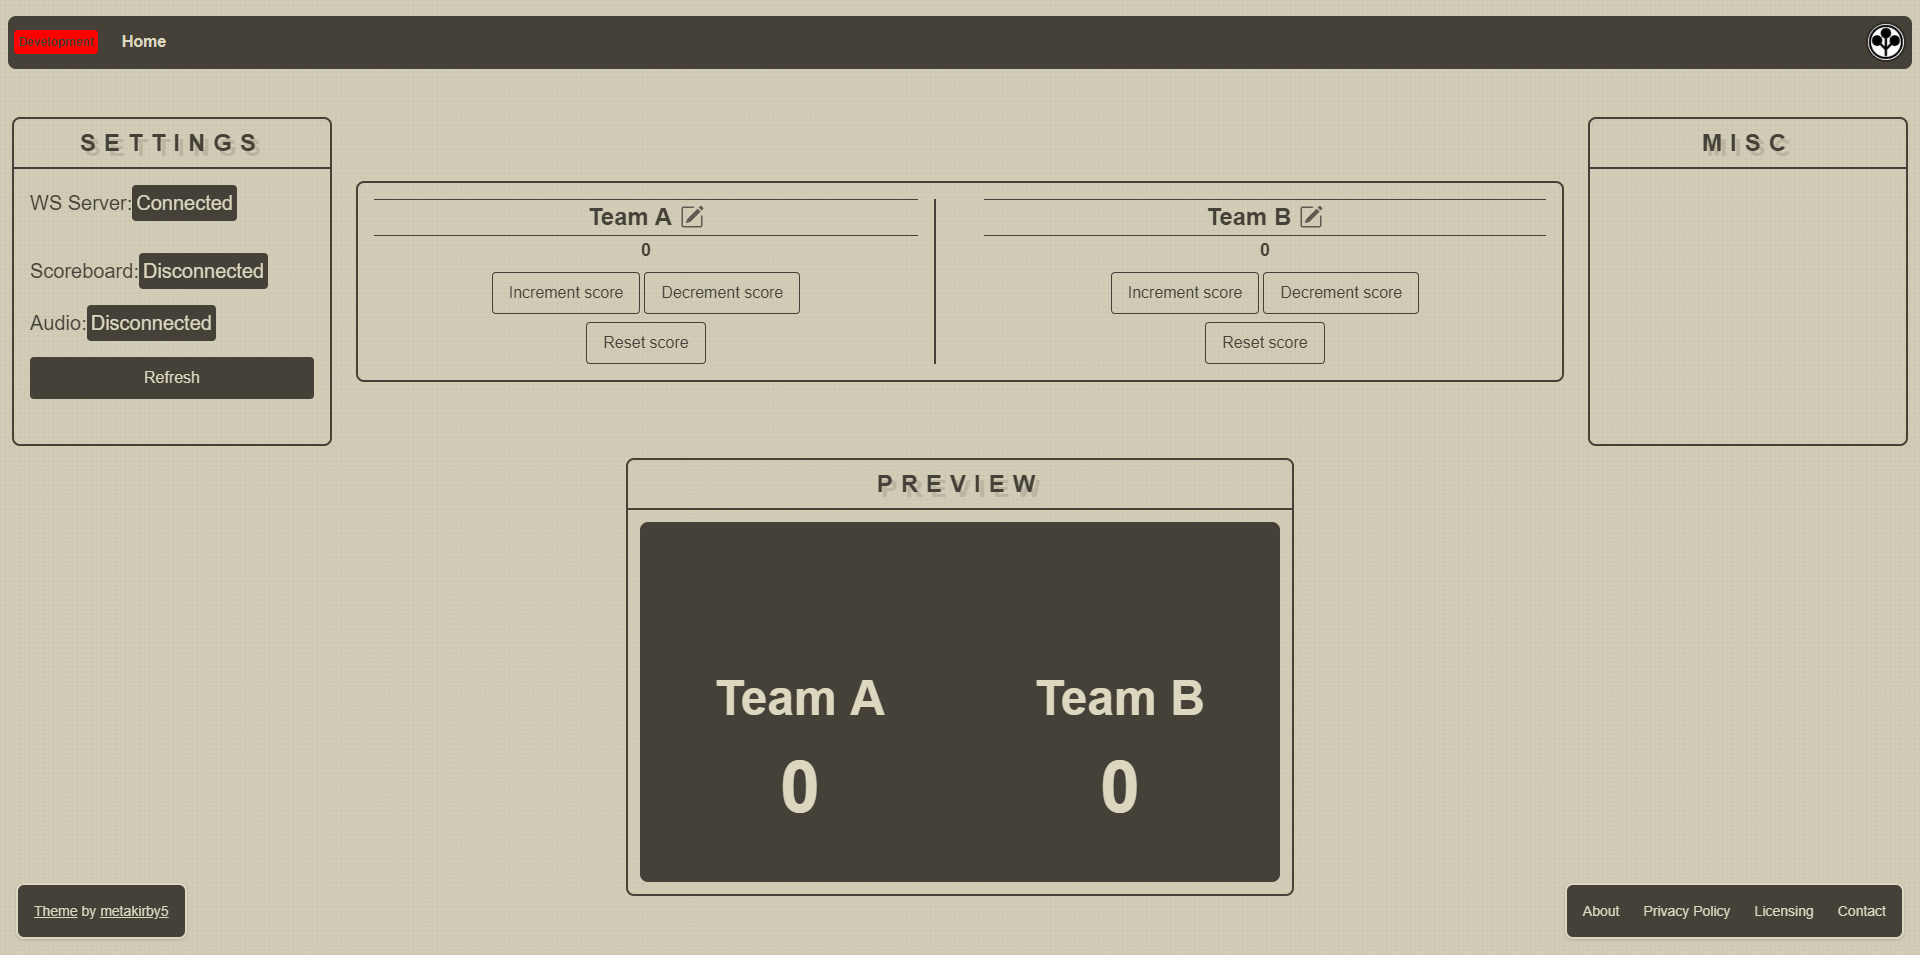 Development
Home
SETTINGS
WS Server: Connected
Scoreboard: Disconnected
Audio: Disconnected
Refresh
Team A
0
Increment score
Decrement score
Reset score
Team B
0
Increment score
Decrement score
Reset score
MISC
PREVIEW
Team A
0
Team B
0
Theme by metakirby5
About
Privacy Policy
Licensing
Contact